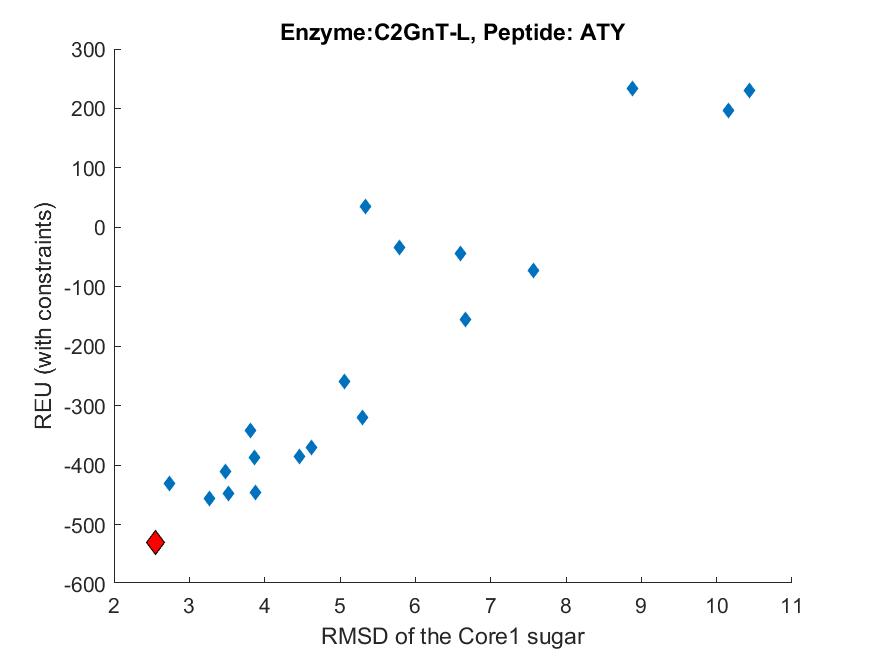 Enzyme:C2GnT-L, Peptide: ATY
300
200
100
0
-100
-200
-300
-400
-500
-600
REU (with constraints)
2 3 4 5 6 7 8 9 10 11
RMSD of the Core1 sugar